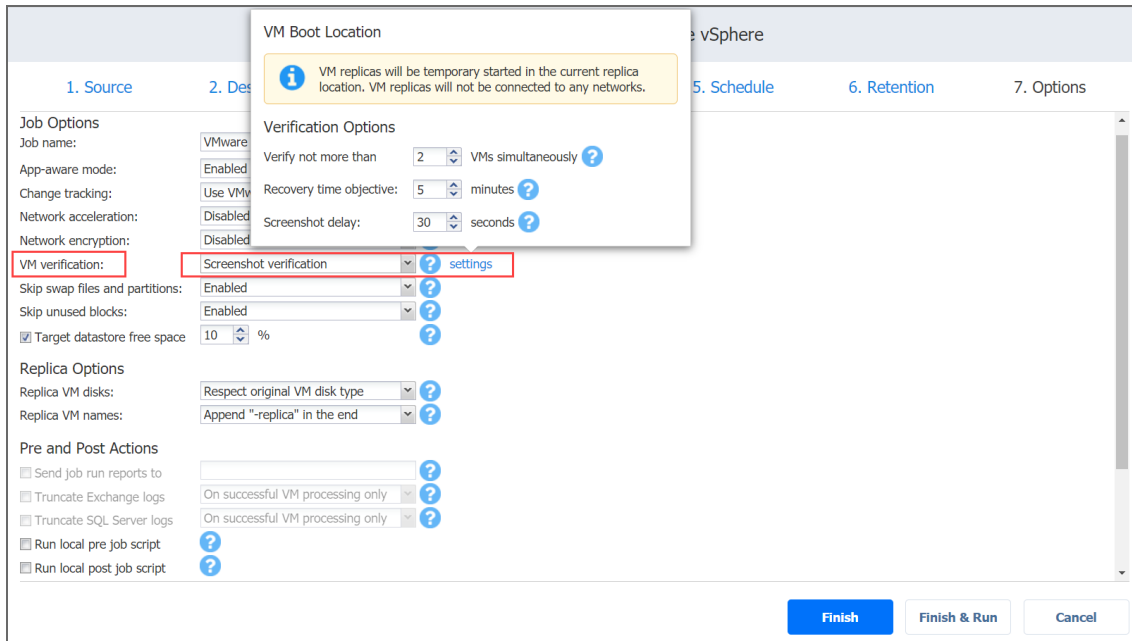 e vSphere
1. Source
2. Des
5. Schedule
6. Retention
7. Options
VM Boot Location
VM replicas will be temporary started in the current replica
location. VM replicas will not be connected to any networks.
Verification Options
Verify not more than 2 VMs simultaneously ?
Recovery time objective: 5 minutes ?
Screenshot delay: 30 seconds ?
Job Options
Job name: VMware
App-aware mode: Enabled
Change tracking: Use VMw
Network acceleration: Disabled
Network encryption: Disabled
VM verification: Screenshot verification ? settings
Skip swap files and partitions: Enabled ?
Skip unused blocks: Enabled ?
Target datastore free space 10 % ?
Replica Options
Replica VM disks: Respect original VM disk type ?
Replica VM names: Append "-replica" in the end ?
Pre and Post Actions
Send job run reports to ?
Truncate Exchange logs On successful VM processing only ?
Truncate SQL Server logs On successful VM processing only ?
Run local pre job script ?
Run local post job script ?
Finish
Finish & Run
Cancel